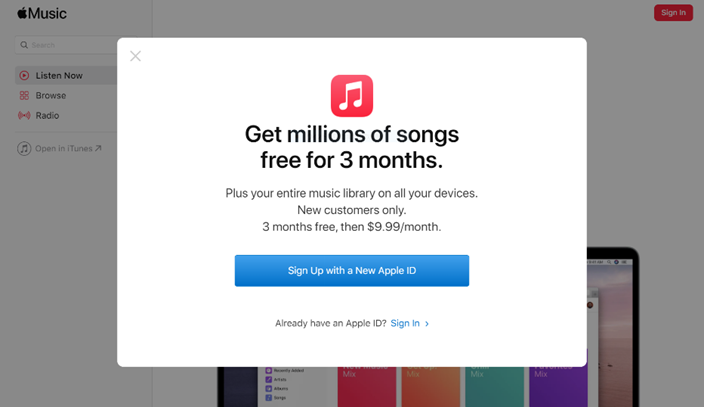 Music
Sign In
Search
Listen Now
Browse
Radio
Open in iTunes ↗
Get millions of songs
free for 3 months.
Plus your entire music library on all your devices.
New customers only.
3 months free, then $9.99/month.
Sign Up with a New Apple ID
Already have an Apple ID? Sign In ›
Recently Added
Artists
Albums
Songs
New Music
Mix
Mix
Mix
Favorites
Mix